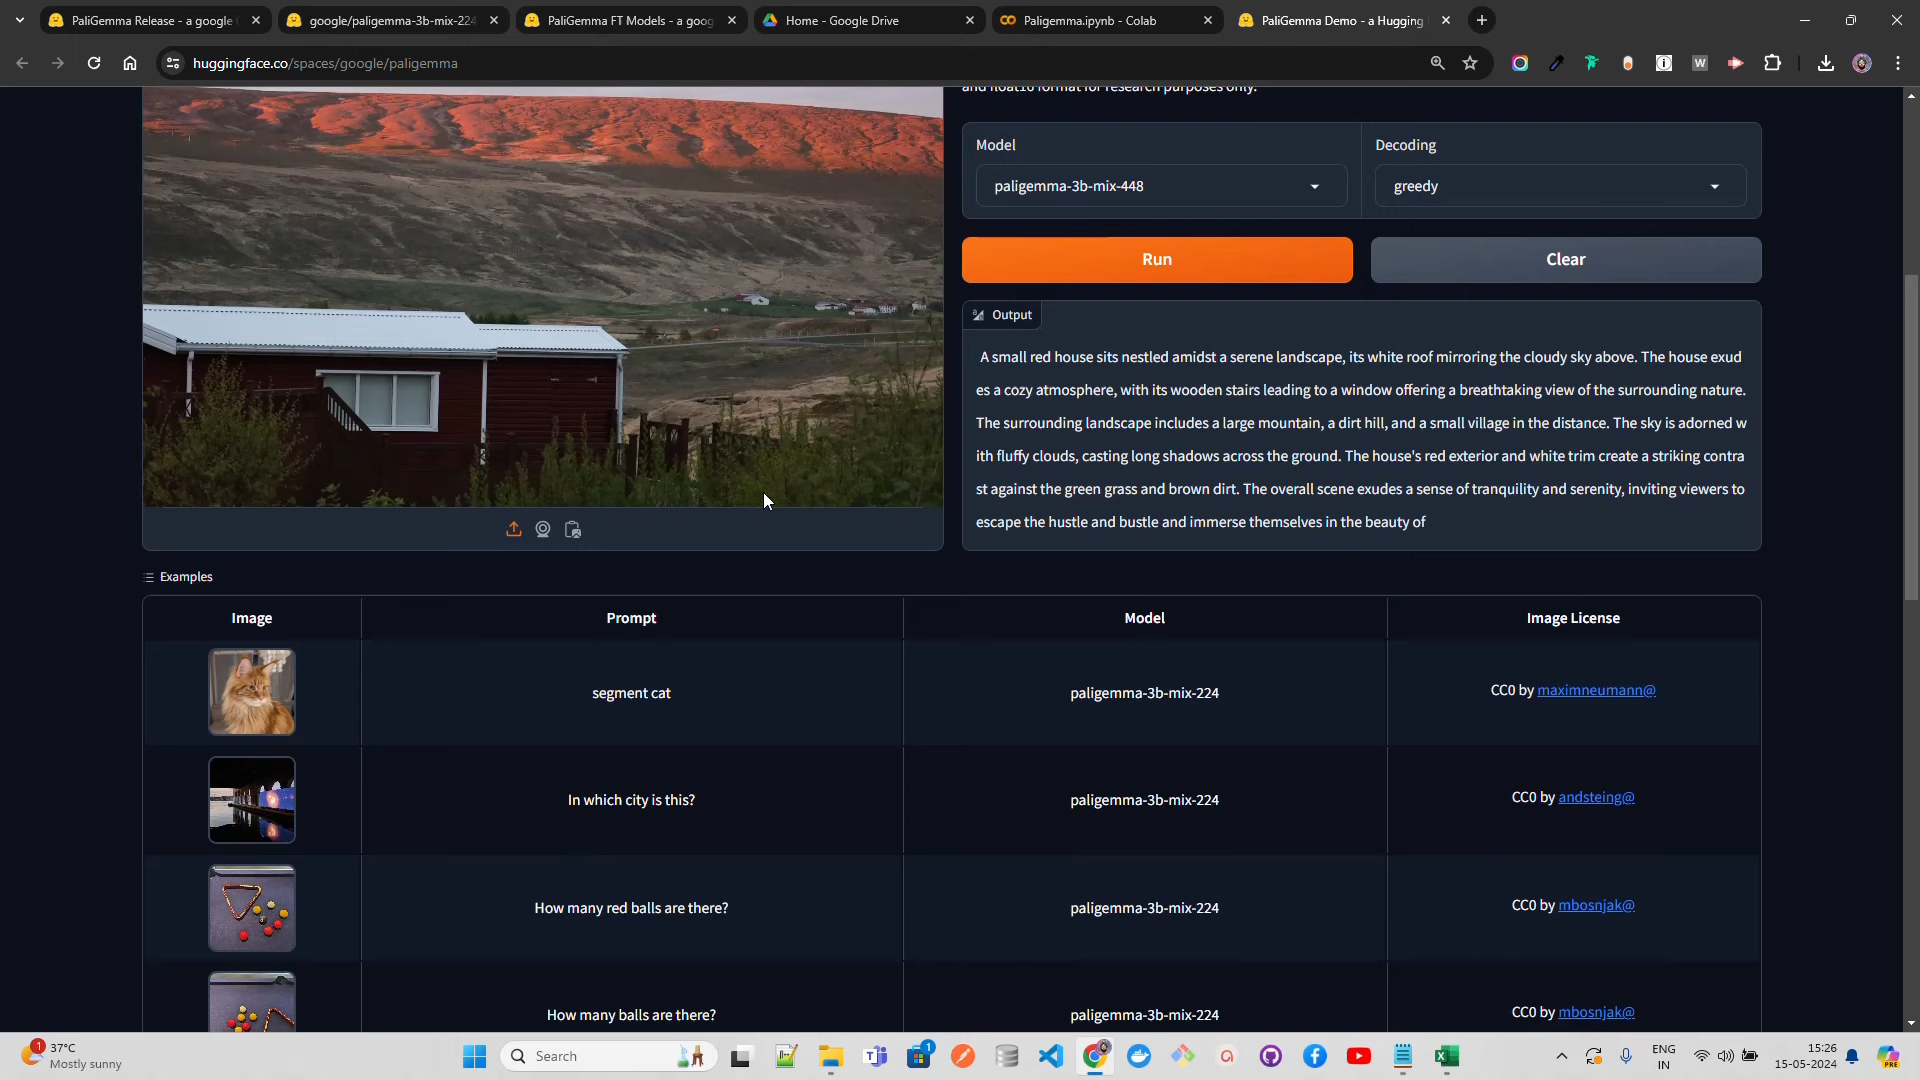 PaliGemma Release - a google
google/paligemma-3b-mix-224
PaliGemma FT Models - a goog
Home - Google Drive
Paligemma.ipynb - Colab
PaliGemma Demo - a Hugging
huggingface.co/spaces/google/paligemma
and float16 format for research purposes only.
Model
Decoding
paligemma-3b-mix-448
greedy
Run
Clear
Output
A small red house sits nestled amidst a serene landscape, its white roof mirroring the cloudy sky above. The house exud
es a cozy atmosphere, with its wooden stairs leading to a window offering a breathtaking view of the surrounding nature.
The surrounding landscape includes a large mountain, a dirt hill, and a small village in the distance. The sky is adorned w
ith fluffy clouds, casting long shadows across the ground. The house's red exterior and white trim create a striking contra
st against the green grass and brown dirt. The overall scene exudes a sense of tranquility and serenity, inviting viewers to
escape the hustle and bustle and immerse themselves in the beauty of
Examples
Image
Prompt
Model
Image License
segment cat
paligemma-3b-mix-224
CC0 by maximneumann@
In which city is this?
paligemma-3b-mix-224
CC0 by andsteing@
How many red balls are there?
paligemma-3b-mix-224
CC0 by mbosnjak@
How many balls are there?
paligemma-3b-mix-224
CC0 by mbosnjak@
1
37°C
Mostly sunny
Search
1
ENG
IN
15:26
15-05-2024
PRE